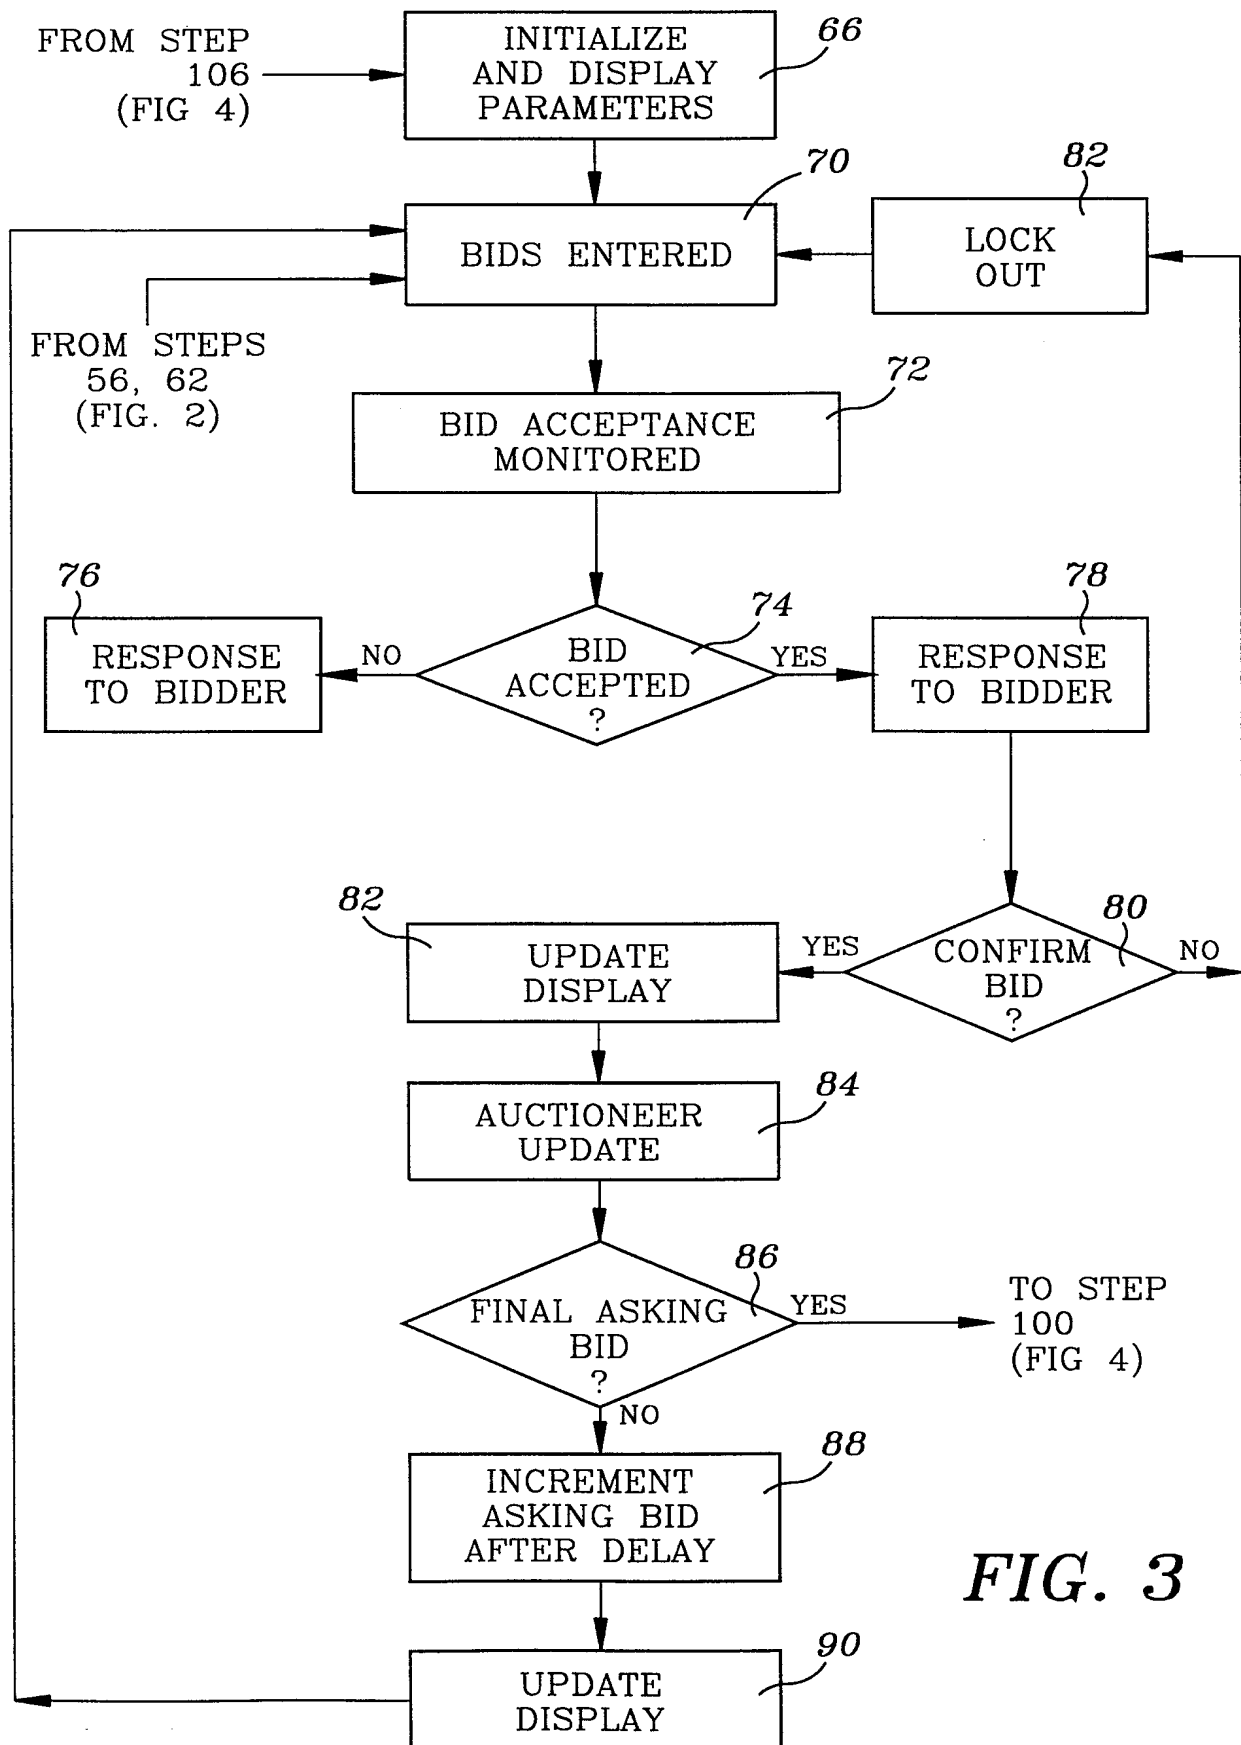 FROM STEP
106
(FIG 4)
INITIALIZE
AND DISPLAY
PARAMETERS
66
70
82
BIDS ENTERED
LOCK
OUT
FROM STEPS
56, 62
(FIG. 2)
72
BID ACCEPTANCE
MONITORED
76
74
78
RESPONSE
TO BIDDER
NO
BID
ACCEPTED
?
YES
RESPONSE
TO BIDDER
82
80
UPDATE
DISPLAY
YES
CONFIRM
BID
?
NO
84
AUCTIONEER
UPDATE
86
FINAL ASKING
BID
?
YES
TO STEP
100
(FIG 4)
NO
88
INCREMENT
ASKING BID
AFTER DELAY
FIG. 3
90
UPDATE
DISPLAY